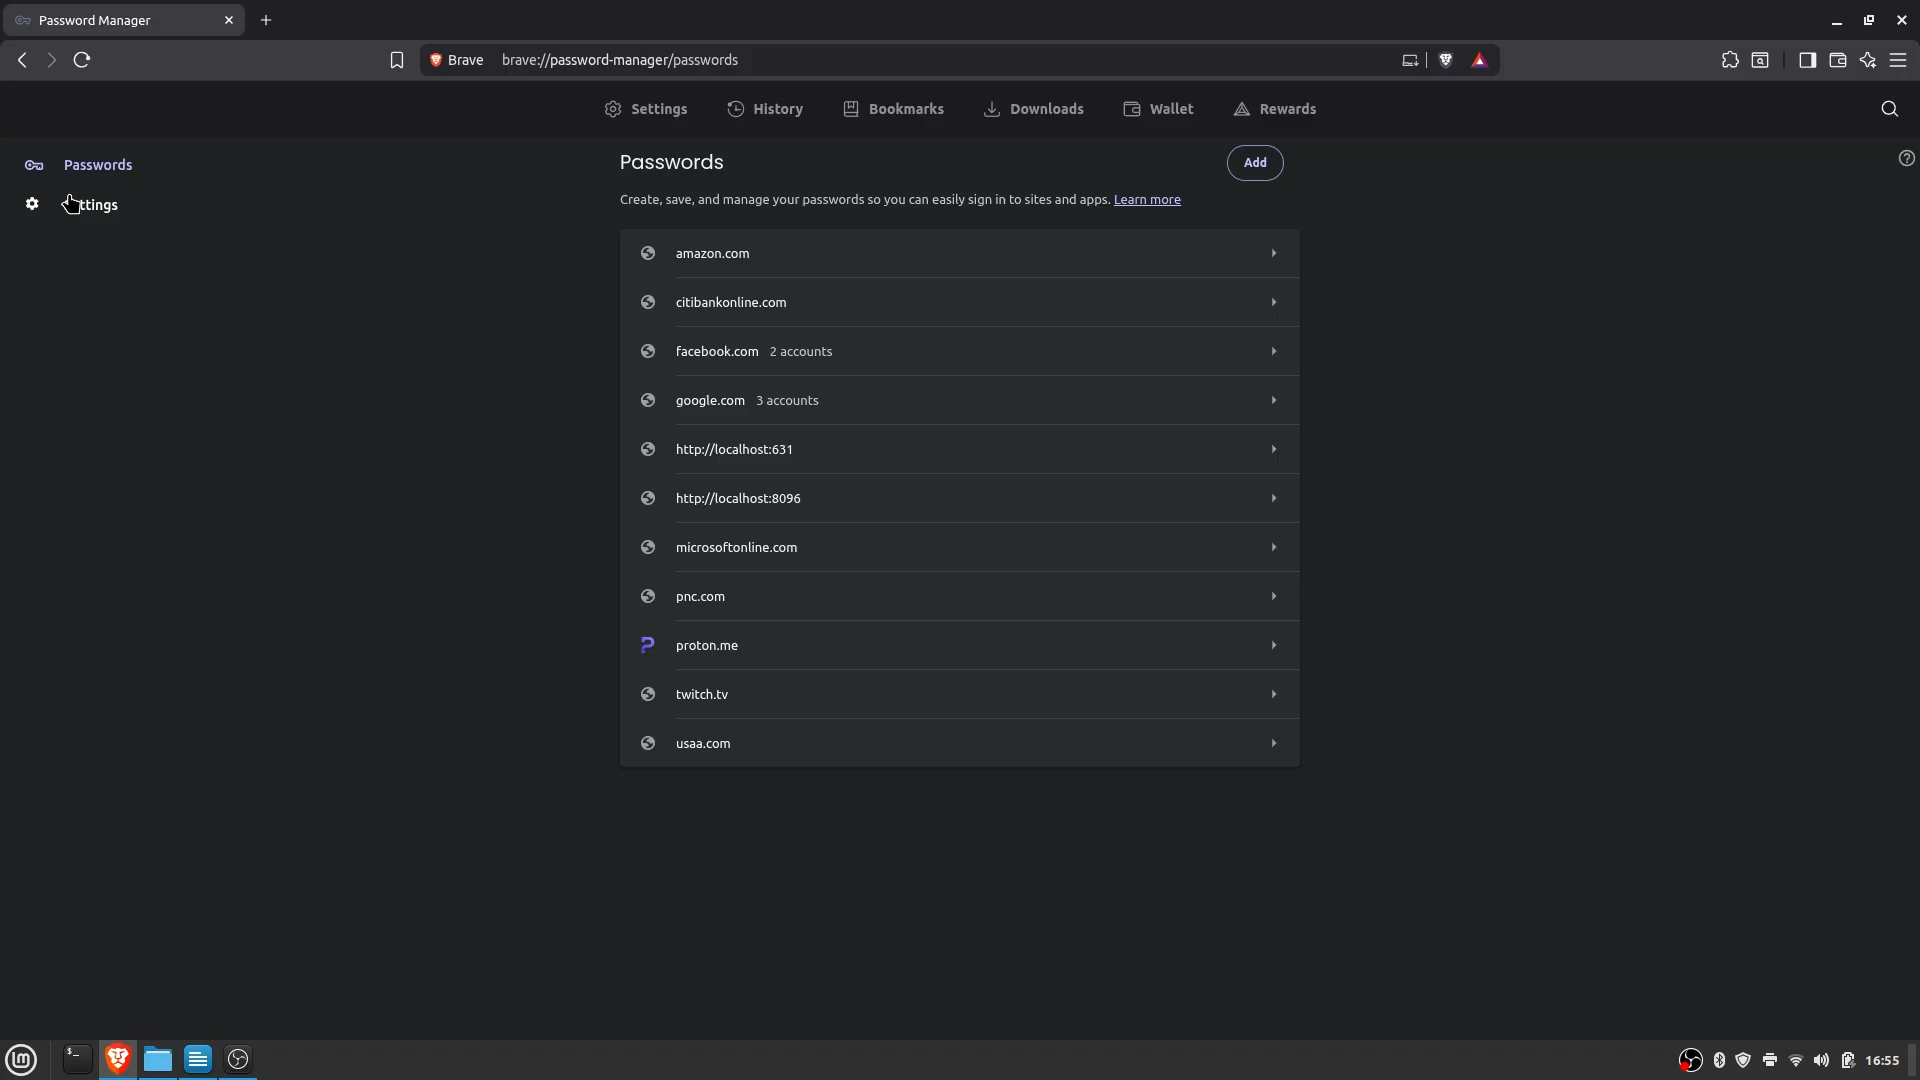 Password Manager
Brave brave://password-manager/passwords
Settings History Bookmarks Downloads Wallet Rewards
Passwords
ttings
Passwords
Add
Create, save, and manage your passwords so you can easily sign in to sites and apps. Learn more
amazon.com
citibankonline.com
facebook.com 2 accounts
google.com 3 accounts
http://localhost:631
http://localhost:8096
microsoftonline.com
pnc.com
proton.me
twitch.tv
usaa.com
16:55